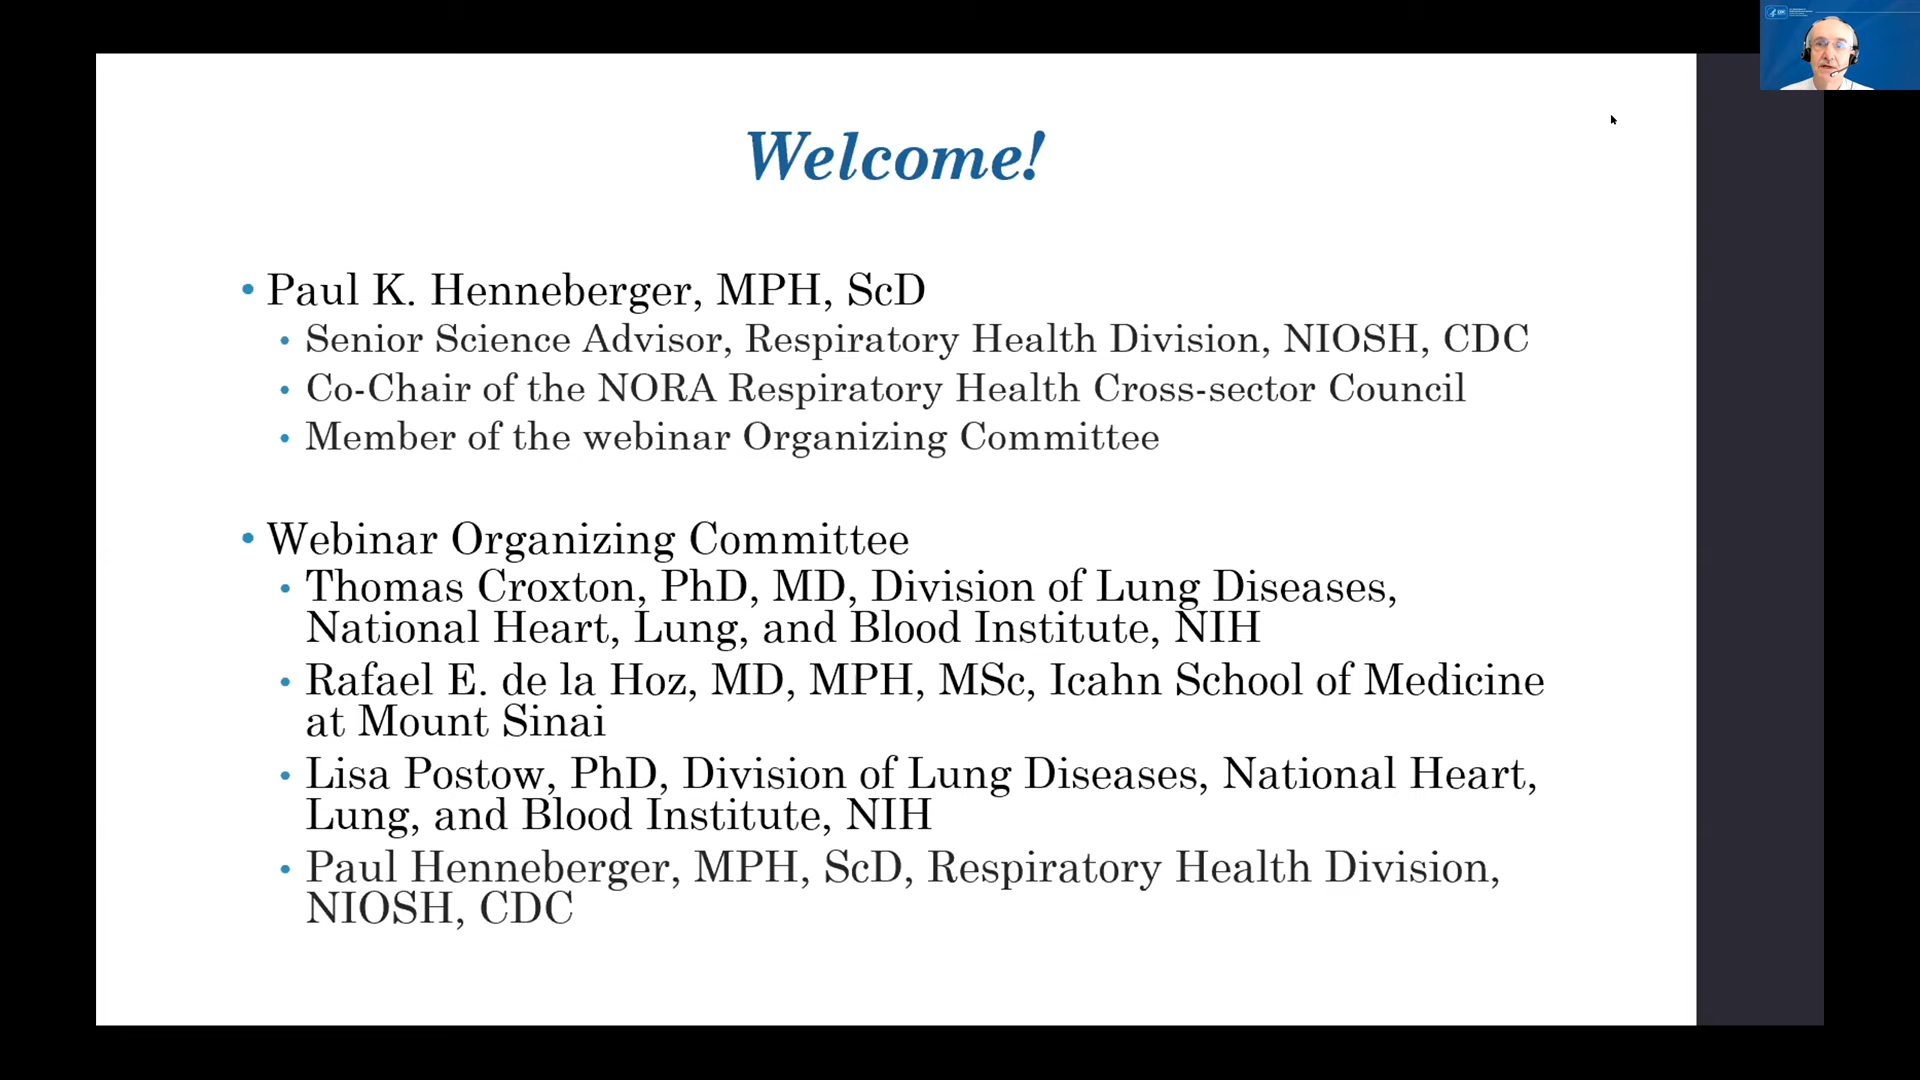 Welcome!
• Paul K. Henneberger, MPH, ScD
• Senior Science Advisor, Respiratory Health Division, NIOSH, CDC
• Co-Chair of the NORA Respiratory Health Cross-sector Council
• Member of the webinar Organizing Committee
• Webinar Organizing Committee
• Thomas Croxton, PhD, MD, Division of Lung Diseases,
National Heart, Lung, and Blood Institute, NIH
• Rafael E. de la Hoz, MD, MPH, MSc, Icahn School of Medicine
at Mount Sinai
• Lisa Postow, PhD, Division of Lung Diseases, National Heart,
Lung, and Blood Institute, NIH
• Paul Henneberger, MPH, ScD, Respiratory Health Division,
NIOSH, CDC